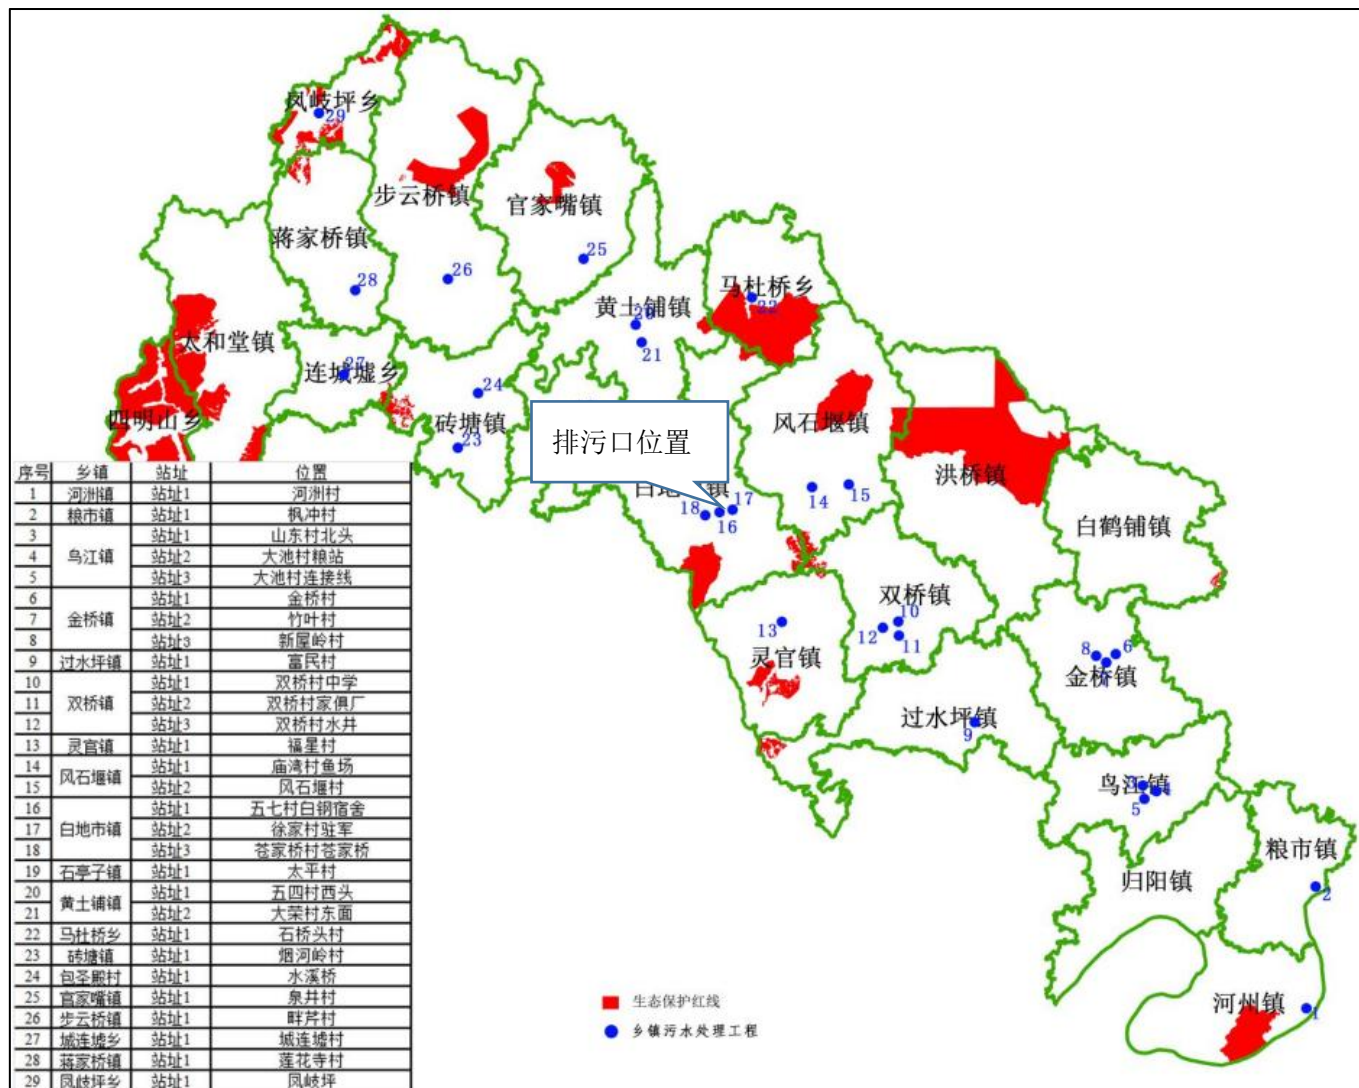 凤岐坪乡
29
步云桥镇
官家嘴镇
蒋家桥镇
25
26
28
马杜桥乡
22
黄土铺镇
20
21
太和堂镇
连城墟乡
27
24
四明山乡
砖塘镇
23
排污口位置
风石堰镇
14
15
洪桥镇
白鹤铺镇
白地市镇
17
18
16
双桥镇
10
12
11
13
灵官镇
8
6
7
金桥镇
过水坪镇
9
鸟江镇
3
4
5
粮市镇
2
归阳镇
河州镇
1
序号 乡镇 站址 位置
1 河洲镇 站址1 河洲村
2 粮市镇 站址1 枫冲村
3 鸟江镇 站址1 山东村北头
4 站址2 大池村粮站
5 站址3 大池村连接线
6 金桥镇 站址1 金桥村
7 站址2 竹叶村
8 站址3 新屋岭村
9 过水坪镇 站址1 富民村
10 双桥镇 站址1 双桥村中学
11 站址2 双桥村家俱厂
12 站址3 双桥村水井
13 灵官镇 站址1 福星村
14 风石堰镇 站址1 庙湾村鱼场
15 站址2 风石堰村
16 白地市镇 站址1 五七村白钢宿舍
17 站址2 徐家村驻军
18 站址3 苍家桥村苍家桥
19 石亭子镇 站址1 太平村
20 黄土铺镇 站址1 五四村西头
21 站址2 大荣村东面
22 马杜桥乡 站址1 石桥头村
23 砖塘镇 站址1 烟河岭村
24 包圣殿村 站址1 水溪桥
25 官家嘴镇 站址1 泉井村
26 步云桥镇 站址1 畔芹村
27 城连墟乡 站址1 城连墟村
28 蒋家桥镇 站址1 莲花寺村
29 凤岐坪乡 站址1 凤岐坪
生态保护红线
乡镇污水处理工程